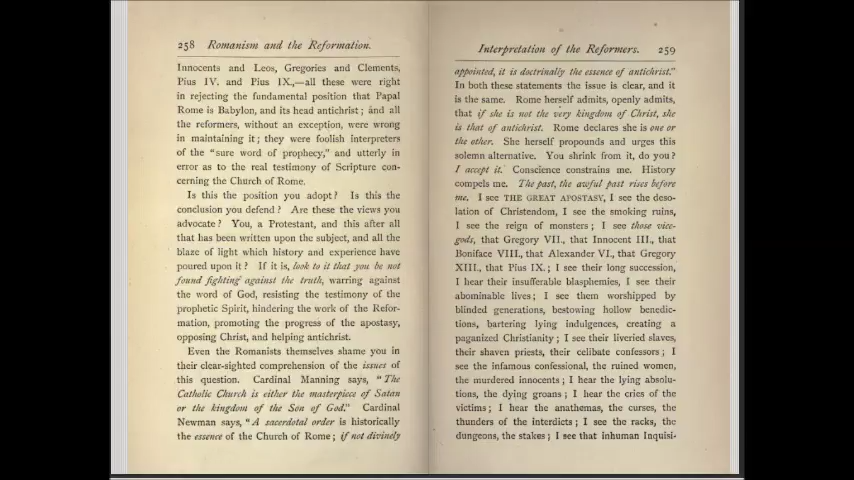 258 Romanism and the Reformation.
Innocents and Leos, Gregories and Clements,
Pius IV. and Pius IX.,—all these were right
in rejecting the fundamental position that Papal
Rome is Babylon, and its head antichrist; and all
the reformers, without an exception, were wrong
in maintaining it; they were foolish interpreters
of the "sure word of prophecy," and utterly in
error as to the real testimony of Scripture con-
cerning the Church of Rome.
Is this the position you adopt? Is this the
conclusion you defend? Are these the views you
advocate? You, a Protestant, and this after all
that has been written upon the subject, and all the
blaze of light which history and experience have
poured upon it? If it is, look to it that you be not
found fighting against the truth, warring against
the word of God, resisting the testimony of the
prophetic Spirit, hindering the work of the Refor-
mation, promoting the progress of the apostasy,
opposing Christ, and helping antichrist.
Even the Romanists themselves shame you in
their clear-sighted comprehension of the issues of
this question. Cardinal Manning says, "The
Catholic Church is either the masterpiece of Satan
or the kingdom of the Son of God." Cardinal
Newman says, "A sacerdotal order is historically
the essence of the Church of Rome; if not divinely
Interpretation of the Reformers. 259
appointed, it is doctrinally the essence of antichrist."
In both these statements the issue is clear, and it
is the same. Rome herself admits, openly admits,
that if she is not the very kingdom of Christ, she
is that of antichrist. Rome declares she is one or
the other. She herself propounds and urges this
solemn alternative. You shrink from it, do you?
I accept it. Conscience constrains me. History
compels me. The past, the awful past rises before
me. I see THE GREAT APOSTASY, I see the deso-
lation of Christendom, I see the smoking ruins,
I see the reign of monsters; I see those vice-
gods, that Gregory VII., that Innocent III., that
Boniface VIII., that Alexander VI., that Gregory
XIII., that Pius IX.; I see their long succession,
I hear their insufferable blasphemies, I see their
abominable lives; I see them worshipped by
blinded generations, bestowing hollow benedic-
tions, bartering lying indulgences, creating a
paganized Christianity; I see their liveried slaves,
their shaven priests, their celibate confessors; I
see the infamous confessional, the ruined women,
the murdered innocents; I hear the lying absolu-
tions, the dying groans; I hear the cries of the
victims; I hear the anathemas, the curses, the
thunders of the interdicts; I see the racks, the
dungeons, the stakes; I see that inhuman Inquisi-